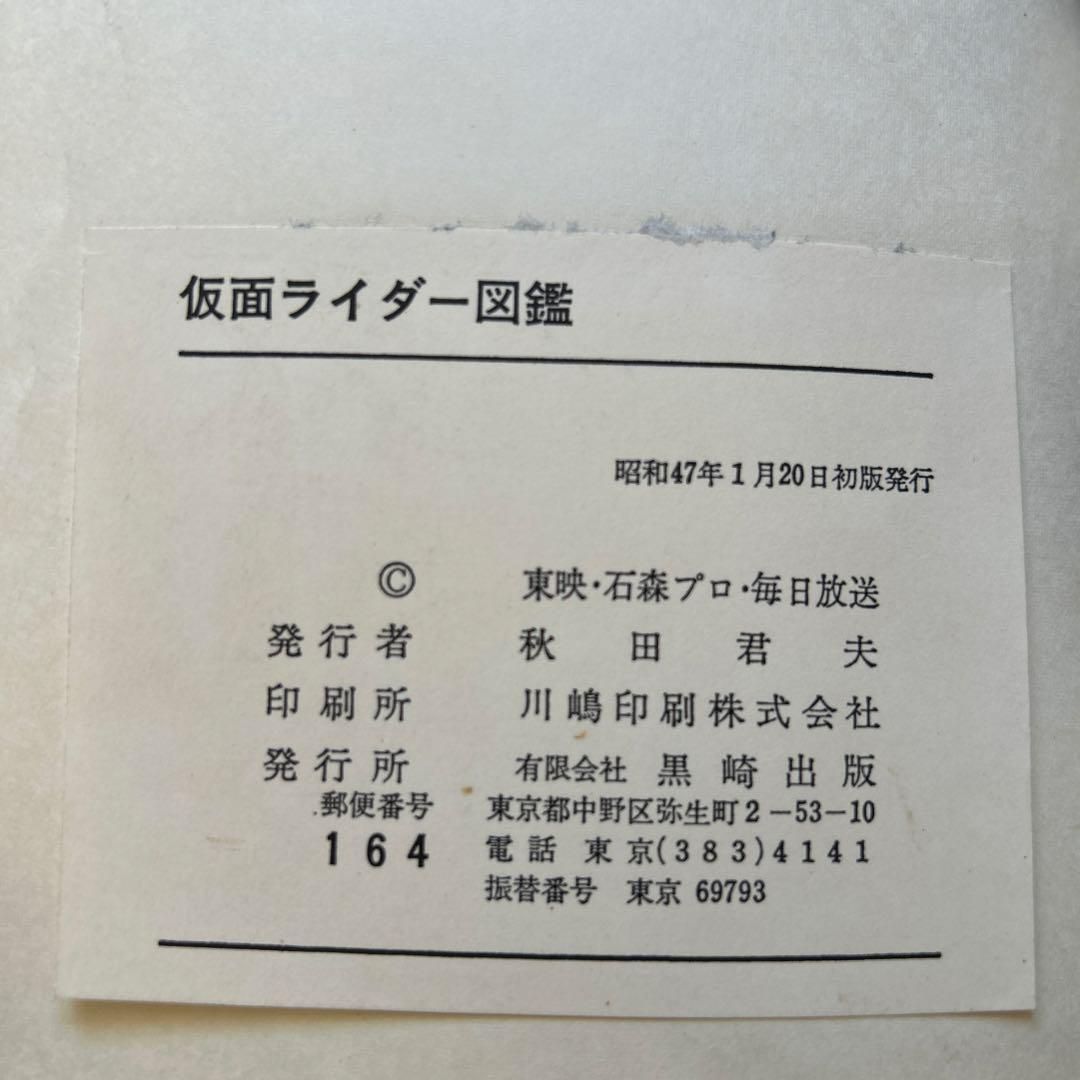 仮面ライダー図鑑
昭和47年1月20日初版発行
© 東映・石森プロ・毎日放送
発行者 秋田君夫
印刷所 川嶋印刷株式会社
発行所 有限会社 黒崎出版
郵便番号 東京都中野区弥生町2-53-10
164 電話 東京(383)4141
振替番号 東京 69793